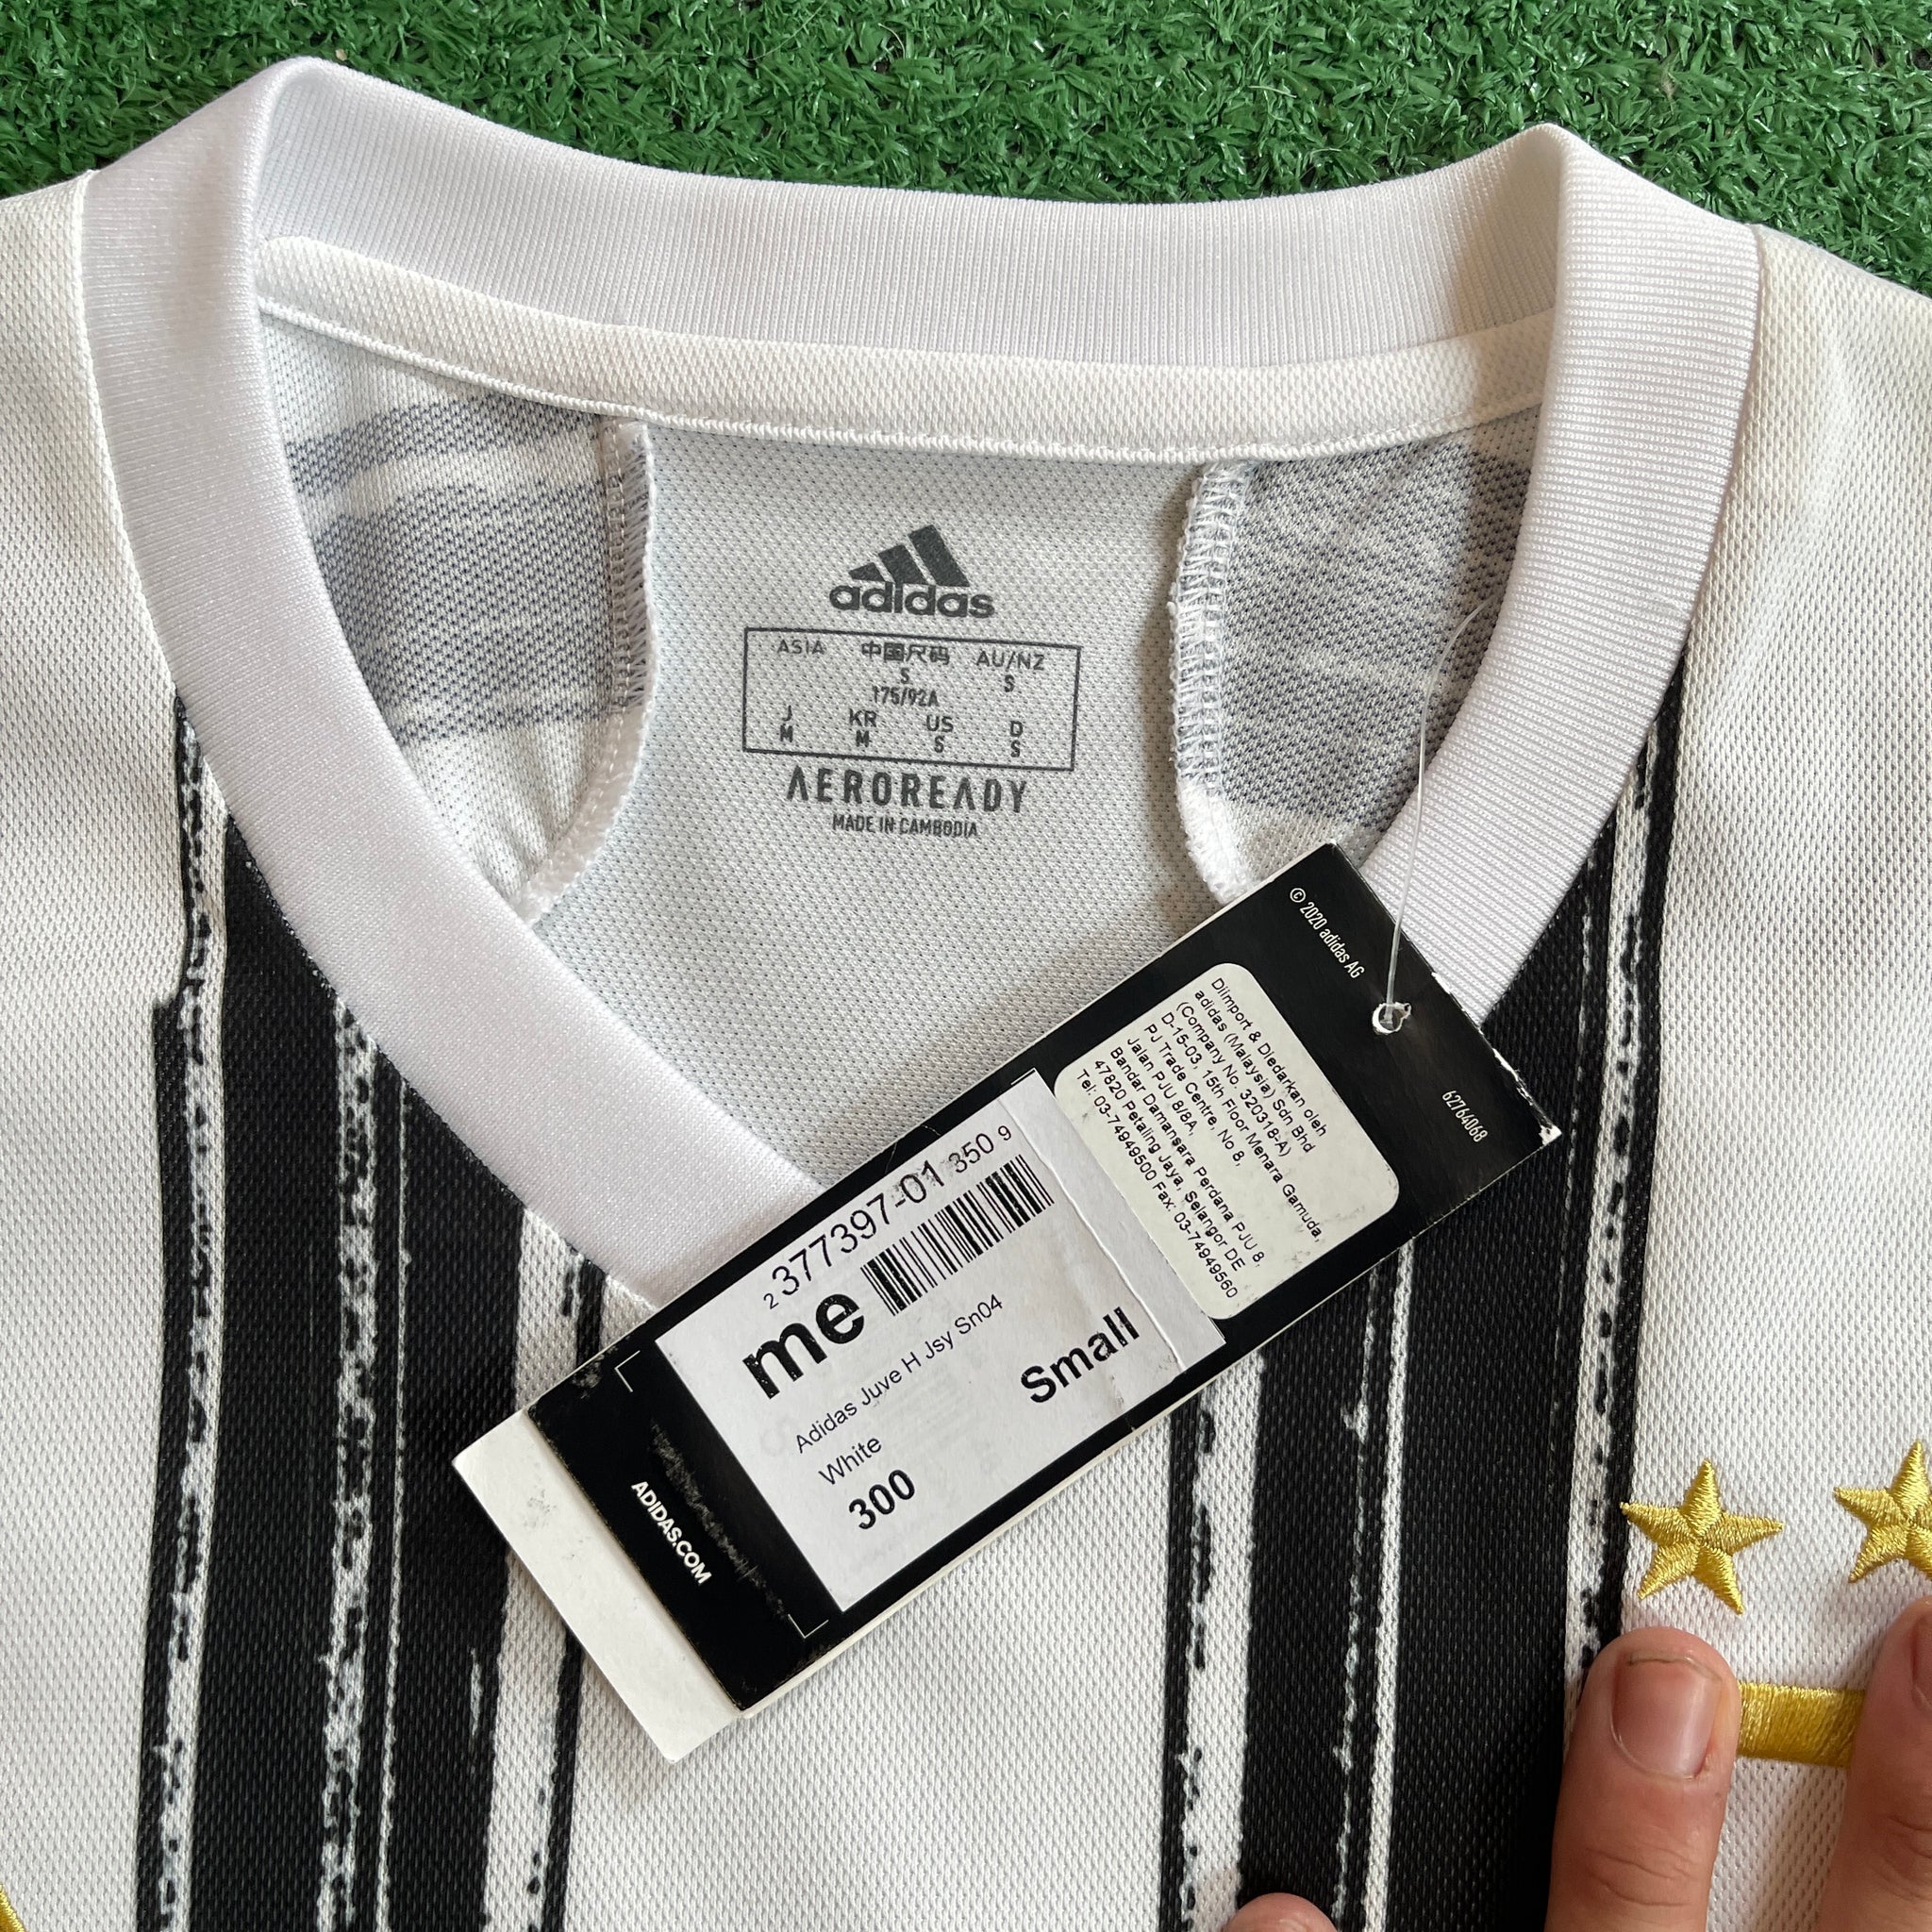 adidas
ASIA 中国尺码 AU/NZ
S S
175/92A
J KR US D
M M S S
AEROREADY
MADE IN CAMBODIA
© 2020 adidas AG
62764068
Diimport & Diedarkan oleh
adidas (Malaysia) Sdn Bhd
(Company No. 320318-A)
D-15-03, 15th Floor Menara Gamuda,
PJ Trade Centre, No 8,
Jalan PJU 8/8A,
Bandar Damansara Perdana PJU 8,
47820 Petaling Jaya, Selangor DE
Tel: 03-74949500 Fax: 03-74949560
2 377397-01 350 9
me
Adidas Juve H Jsy Sn04
White
Small
300
ADIDAS.COM